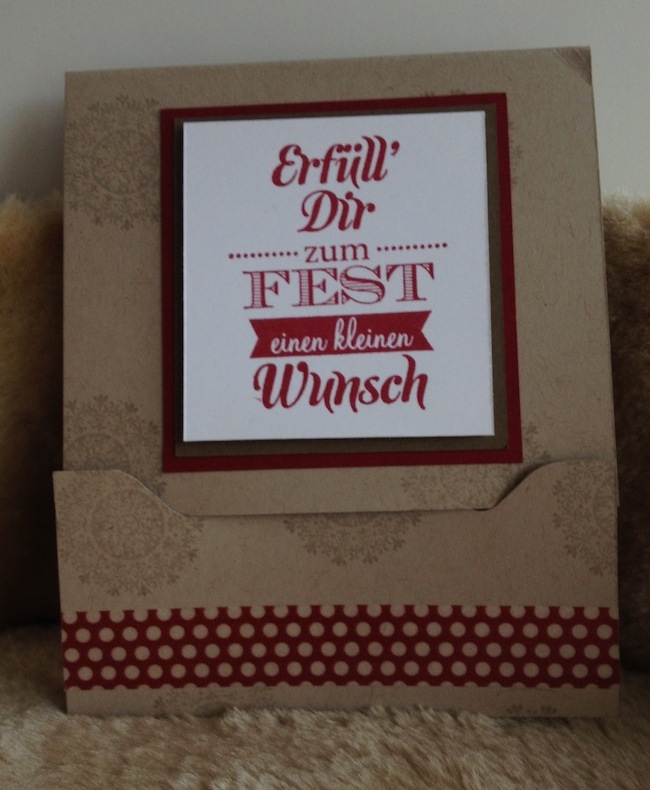 Erfüll'
Dir
zum
FEST
einen kleinen
Wunsch